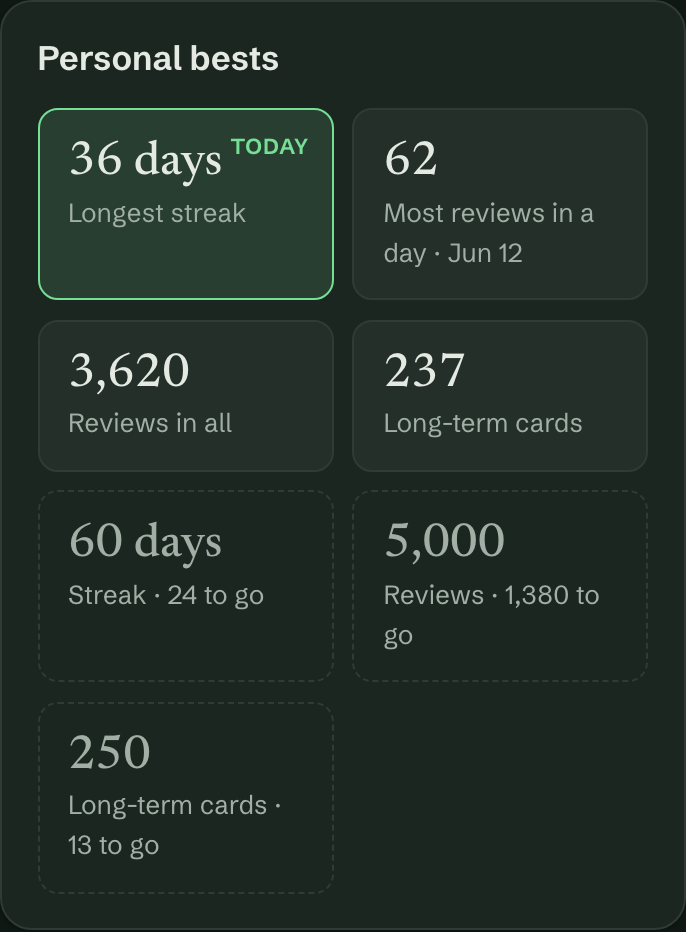 Personal bests
36 days TODAY
Longest streak
62
Most reviews in a
day · Jun 12
3,620
Reviews in all
237
Long-term cards
60 days
Streak · 24 to go
5,000
Reviews · 1,380 to
go
250
Long-term cards ·
13 to go